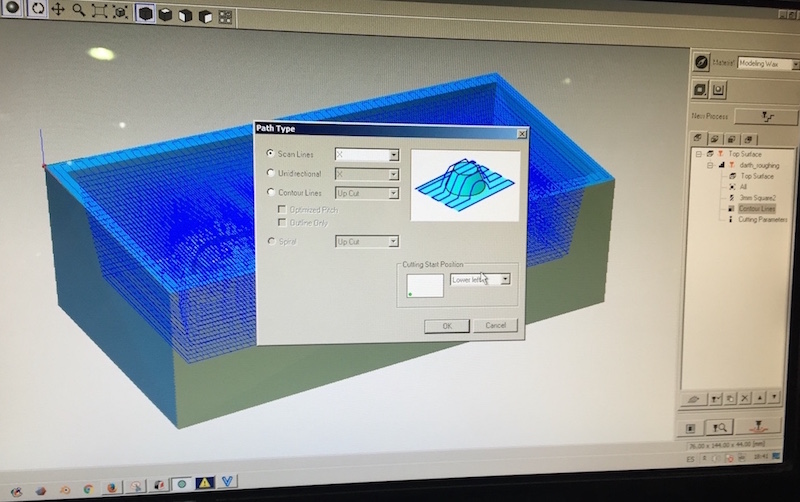 Material
Modeling Wax
New Process
Path Type
Scan Lines
X
Unidirectional
X
Contour Lines
Up Cut
Optimized Pitch
Outline Only
Spiral
Up Cut
Cutting Start Position
Lower left
OK
Cancel
Top Surface
darth_roughing
Top Surface
All
3mm Square2
Contour Lines
Cutting Parameters
76.00 x 144.00 x 44.00 [mm]
ES
18:41